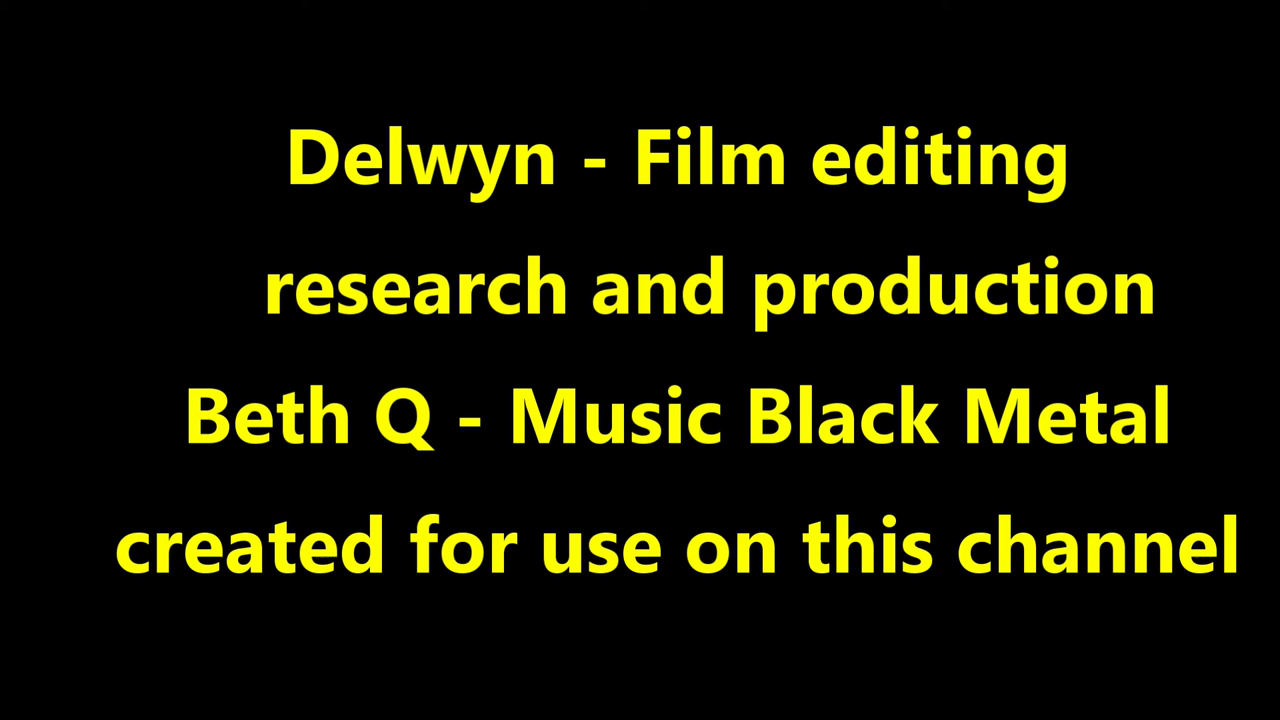 Delwyn - Film editing
research and production
Beth Q - Music Black Metal
created for use on this channel